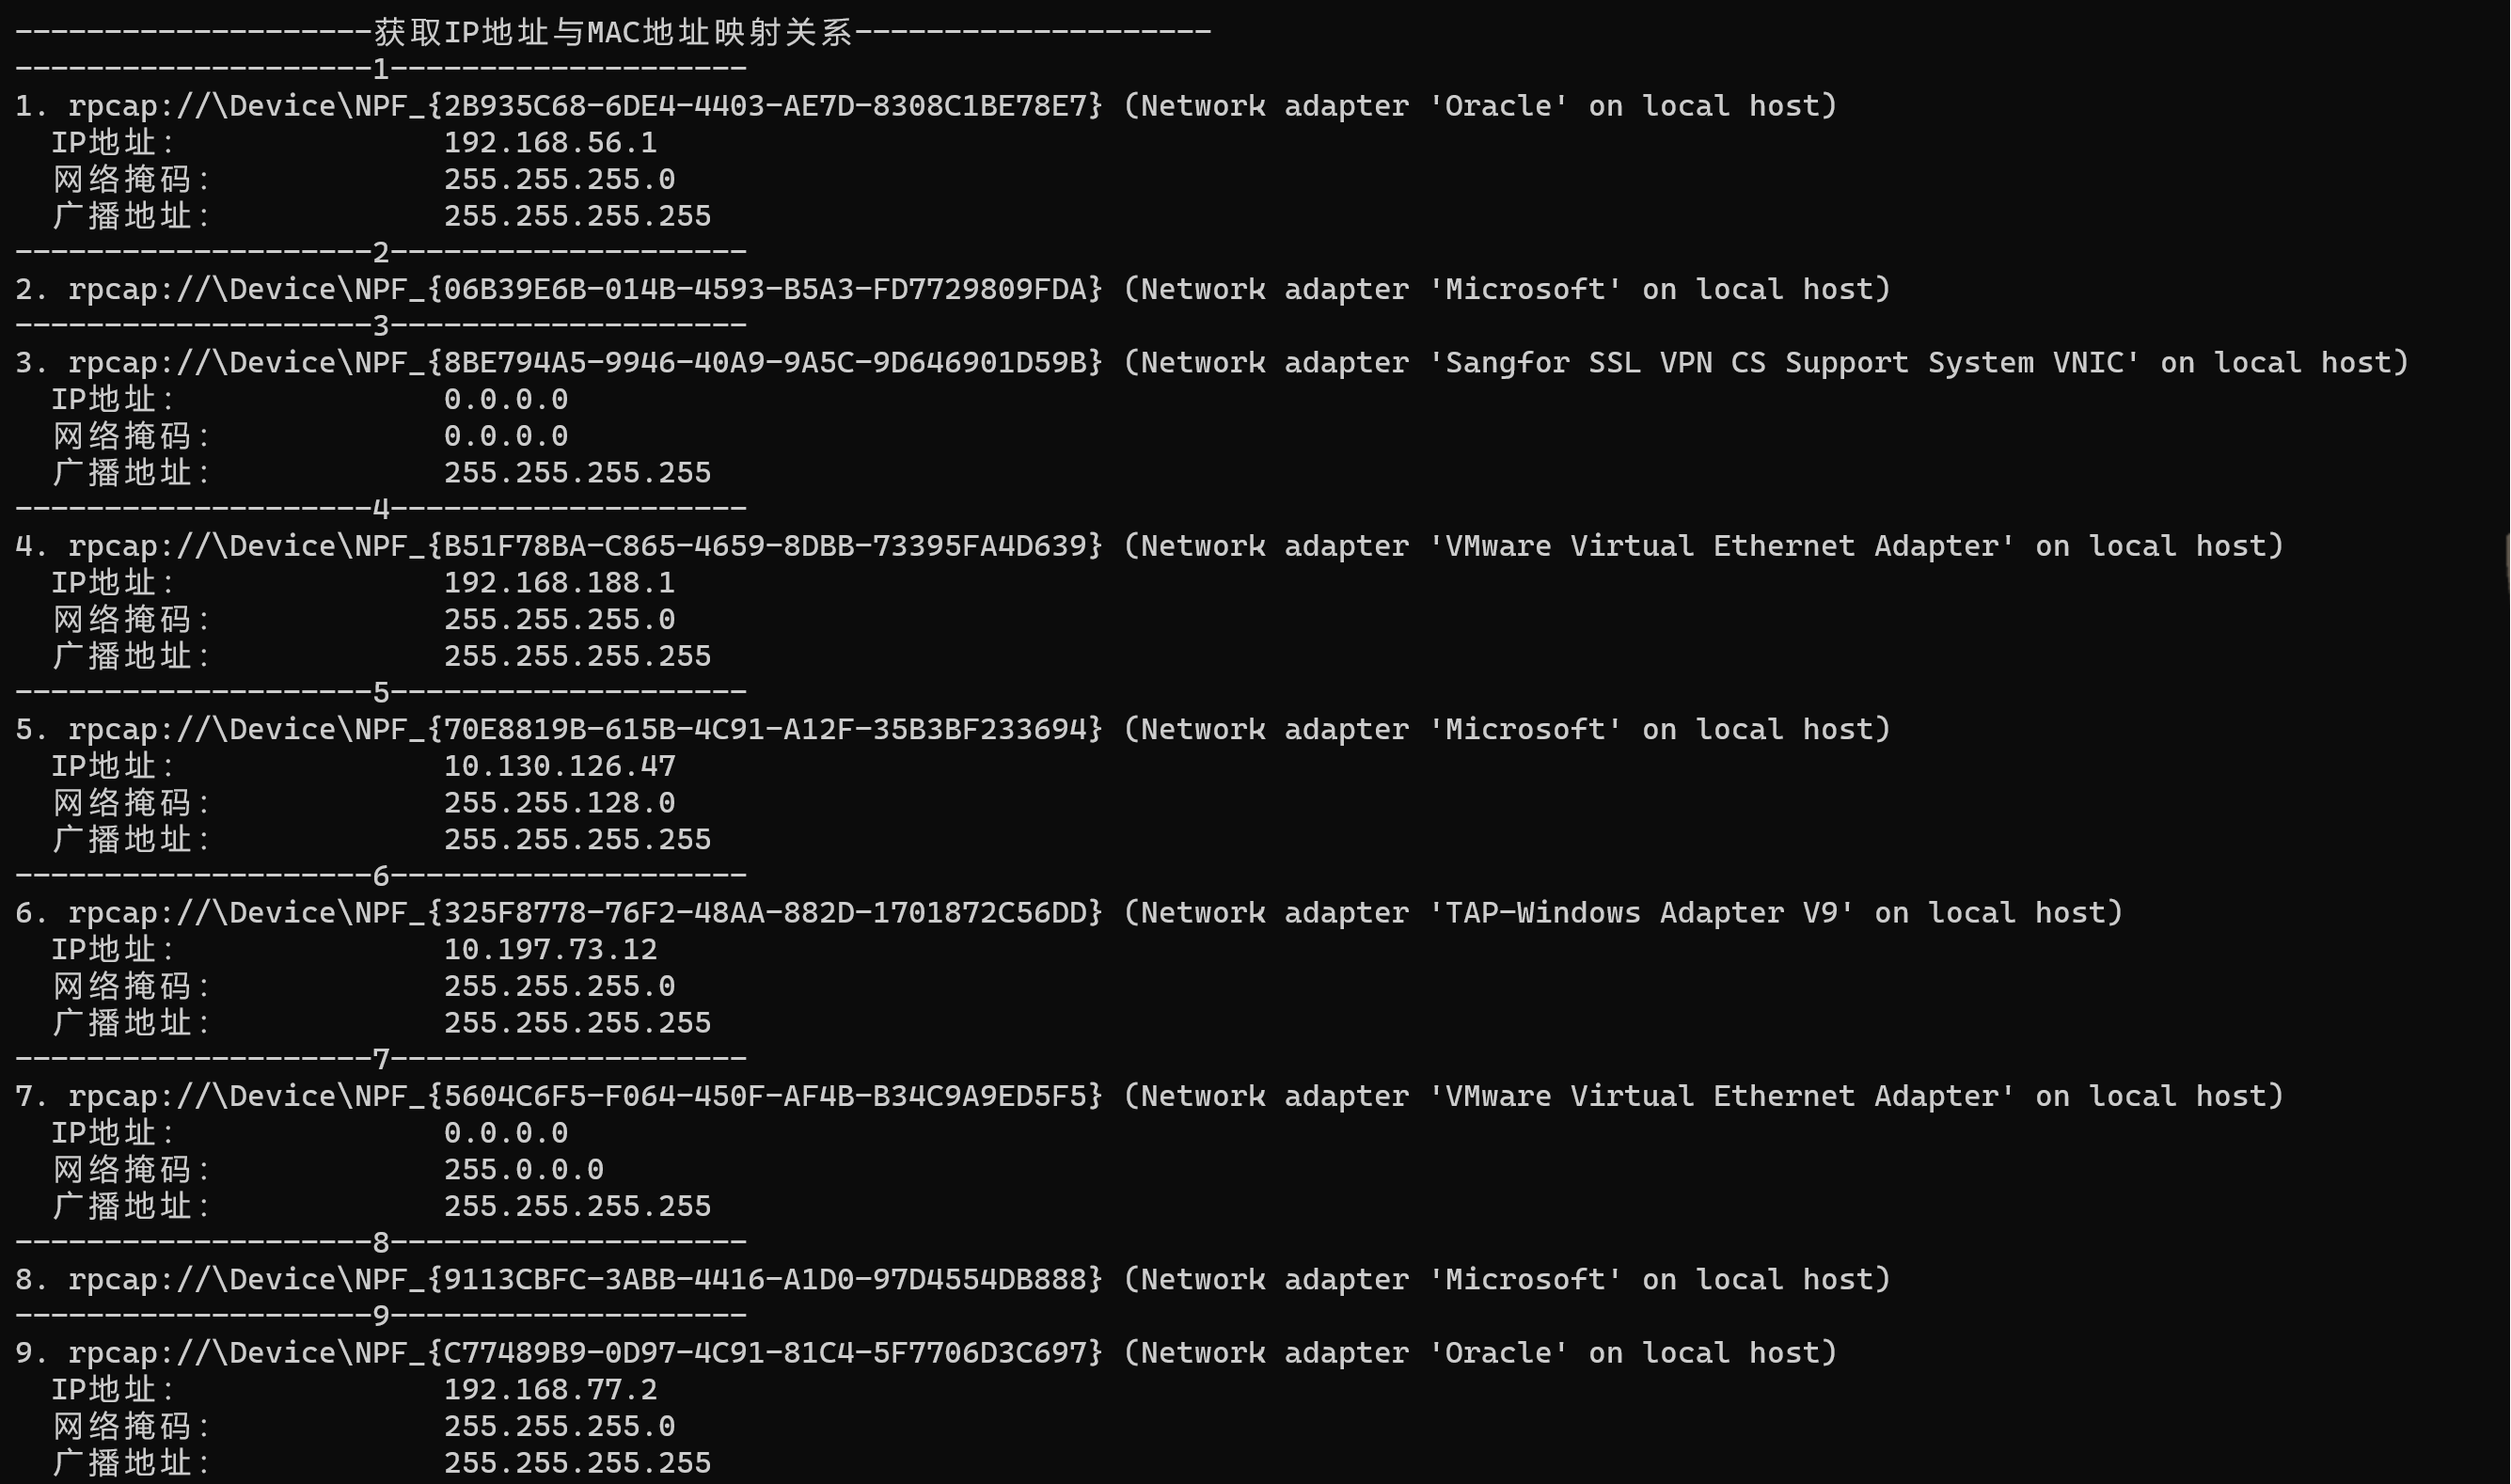 --------------------获取IP地址与MAC地址映射关系--------------------
--------------------1--------------------
1. rpcap://\Device\NPF_{2B935C68-6DE4-4403-AE7D-8308C1BE78E7} (Network adapter 'Oracle' on local host)
  IP地址:               192.168.56.1
  网络掩码:             255.255.255.0
  广播地址:             255.255.255.255
--------------------2--------------------
2. rpcap://\Device\NPF_{06B39E6B-014B-4593-B5A3-FD7729809FDA} (Network adapter 'Microsoft' on local host)
--------------------3--------------------
3. rpcap://\Device\NPF_{8BE794A5-9946-40A9-9A5C-9D646901D59B} (Network adapter 'Sangfor SSL VPN CS Support System VNIC' on local host)
  IP地址:               0.0.0.0
  网络掩码:             0.0.0.0
  广播地址:             255.255.255.255
--------------------4--------------------
4. rpcap://\Device\NPF_{B51F78BA-C865-4659-8DBB-73395FA4D639} (Network adapter 'VMware Virtual Ethernet Adapter' on local host)
  IP地址:               192.168.188.1
  网络掩码:             255.255.255.0
  广播地址:             255.255.255.255
--------------------5--------------------
5. rpcap://\Device\NPF_{70E8819B-615B-4C91-A12F-35B3BF233694} (Network adapter 'Microsoft' on local host)
  IP地址:               10.130.126.47
  网络掩码:             255.255.128.0
  广播地址:             255.255.255.255
--------------------6--------------------
6. rpcap://\Device\NPF_{325F8778-76F2-48AA-882D-1701872C56DD} (Network adapter 'TAP-Windows Adapter V9' on local host)
  IP地址:               10.197.73.12
  网络掩码:             255.255.255.0
  广播地址:             255.255.255.255
--------------------7--------------------
7. rpcap://\Device\NPF_{5604C6F5-F064-450F-AF4B-B34C9A9ED5F5} (Network adapter 'VMware Virtual Ethernet Adapter' on local host)
  IP地址:               0.0.0.0
  网络掩码:             255.0.0.0
  广播地址:             255.255.255.255
--------------------8--------------------
8. rpcap://\Device\NPF_{9113CBFC-3ABB-4416-A1D0-97D4554DB888} (Network adapter 'Microsoft' on local host)
--------------------9--------------------
9. rpcap://\Device\NPF_{C77489B9-0D97-4C91-81C4-5F7706D3C697} (Network adapter 'Oracle' on local host)
  IP地址:               192.168.77.2
  网络掩码:             255.255.255.0
  广播地址:             255.255.255.255